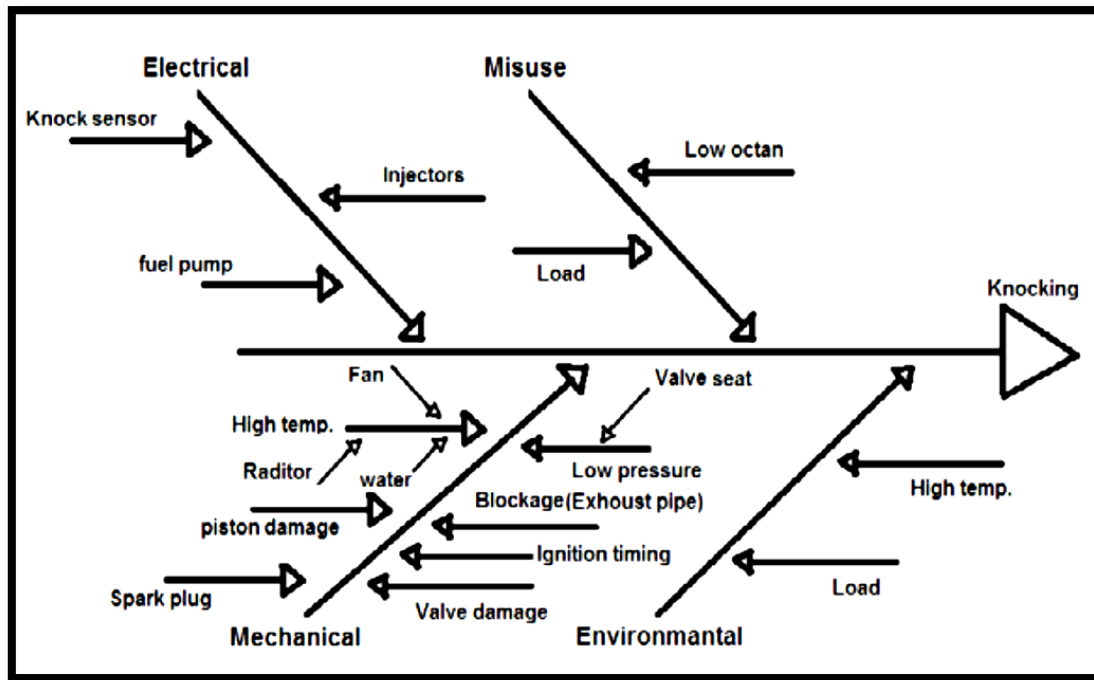 Electrical
Misuse
Knock sensor
Low octan
Injectors
fuel pump
Load
Knocking
Fan
Valve seat
High temp.
Raditor
water
Low pressure
High temp.
piston damage
Blockage(Exhoust pipe)
Ignition timing
Spark plug
Valve damage
Load
Mechanical
Environmantal